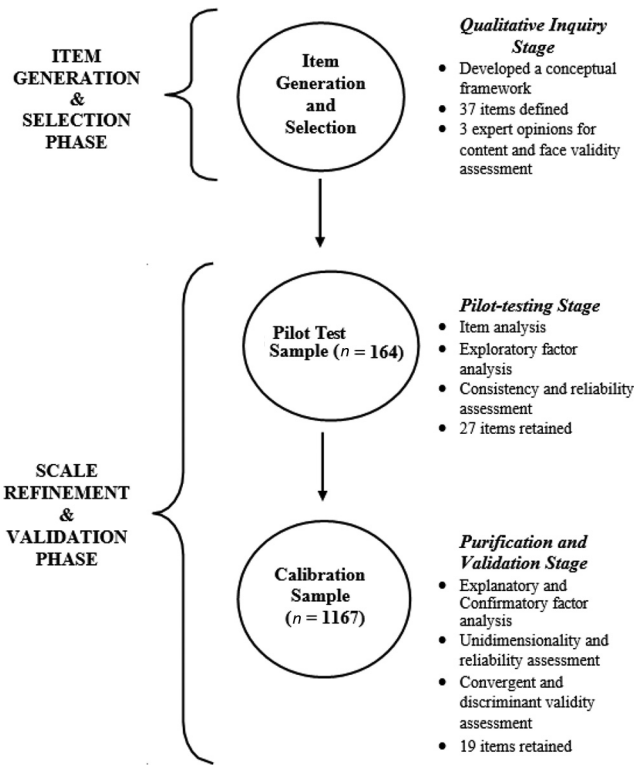 ITEM
GENERATION
&
SELECTION
PHASE
Item
Generation
and
Selection
Qualitative Inquiry
Stage
• Developed a conceptual
framework
• 37 items defined
• 3 expert opinions for
content and face validity
assessment
Pilot Test
Sample (n = 164)
Pilot-testing Stage
• Item analysis
• Exploratory factor
analysis
• Consistency and reliability
assessment
• 27 items retained
SCALE
REFINEMENT
&
VALIDATION
PHASE
Calibration
Sample
(n = 1167)
Purification and
Validation Stage
• Explanatory and
Confirmatory factor
analysis
• Unidimensionality and
reliability assessment
• Convergent and
discriminant validity
assessment
• 19 items retained